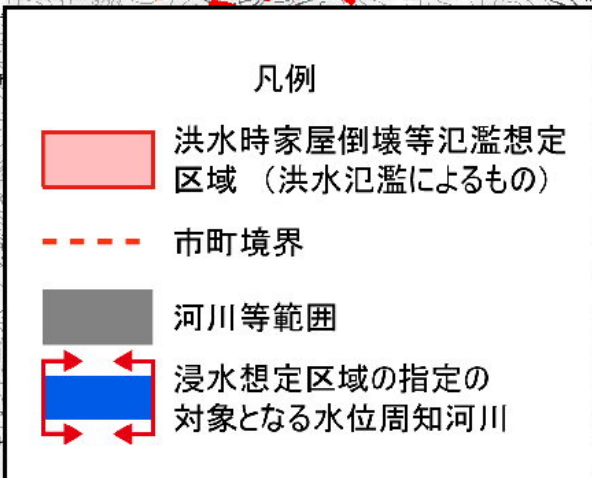 凡例
洪水時家屋倒壊等氾濫想定
区域 （洪水氾濫によるもの）
市町境界
河川等範囲
浸水想定区域の指定の
対象となる水位周知河川